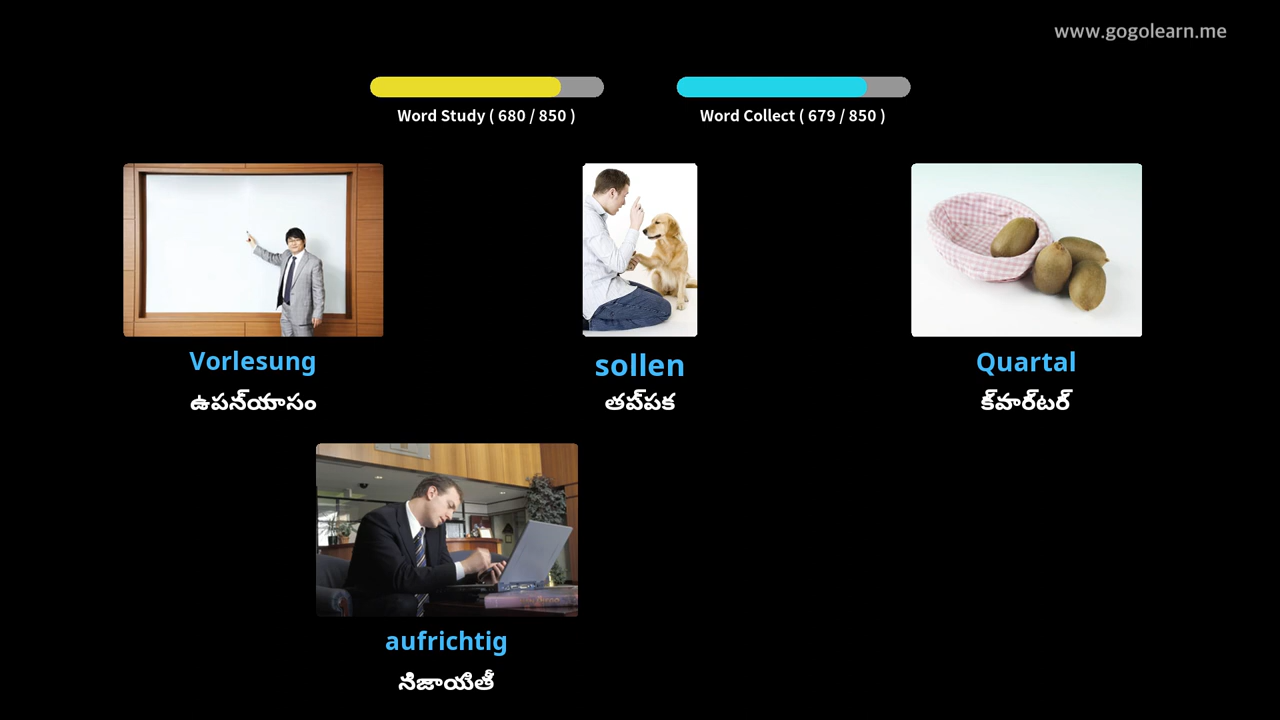 www.gogolearn.me
Word Study ( 680 / 850 )
Word Collect ( 679 / 850 )
Vorlesung
ఉపన్యాసం
sollen
తప్పక
Quartal
క్వార్టర్
aufrichtig
నిజాయితీ